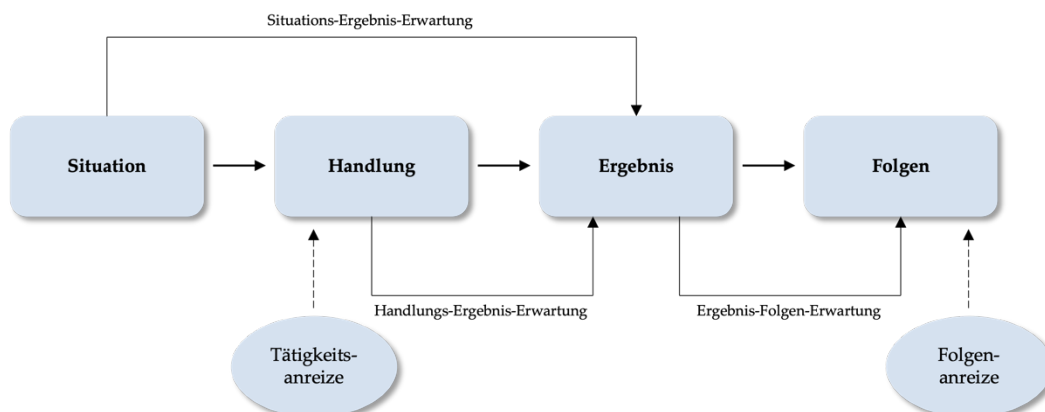 Situations-Ergebnis-Erwartung
Situation
Handlung
Ergebnis
Folgen
Handlungs-Ergebnis-Erwartung
Ergebnis-Folgen-Erwartung
Tätigkeits-
anreize
Folgen-
anreize